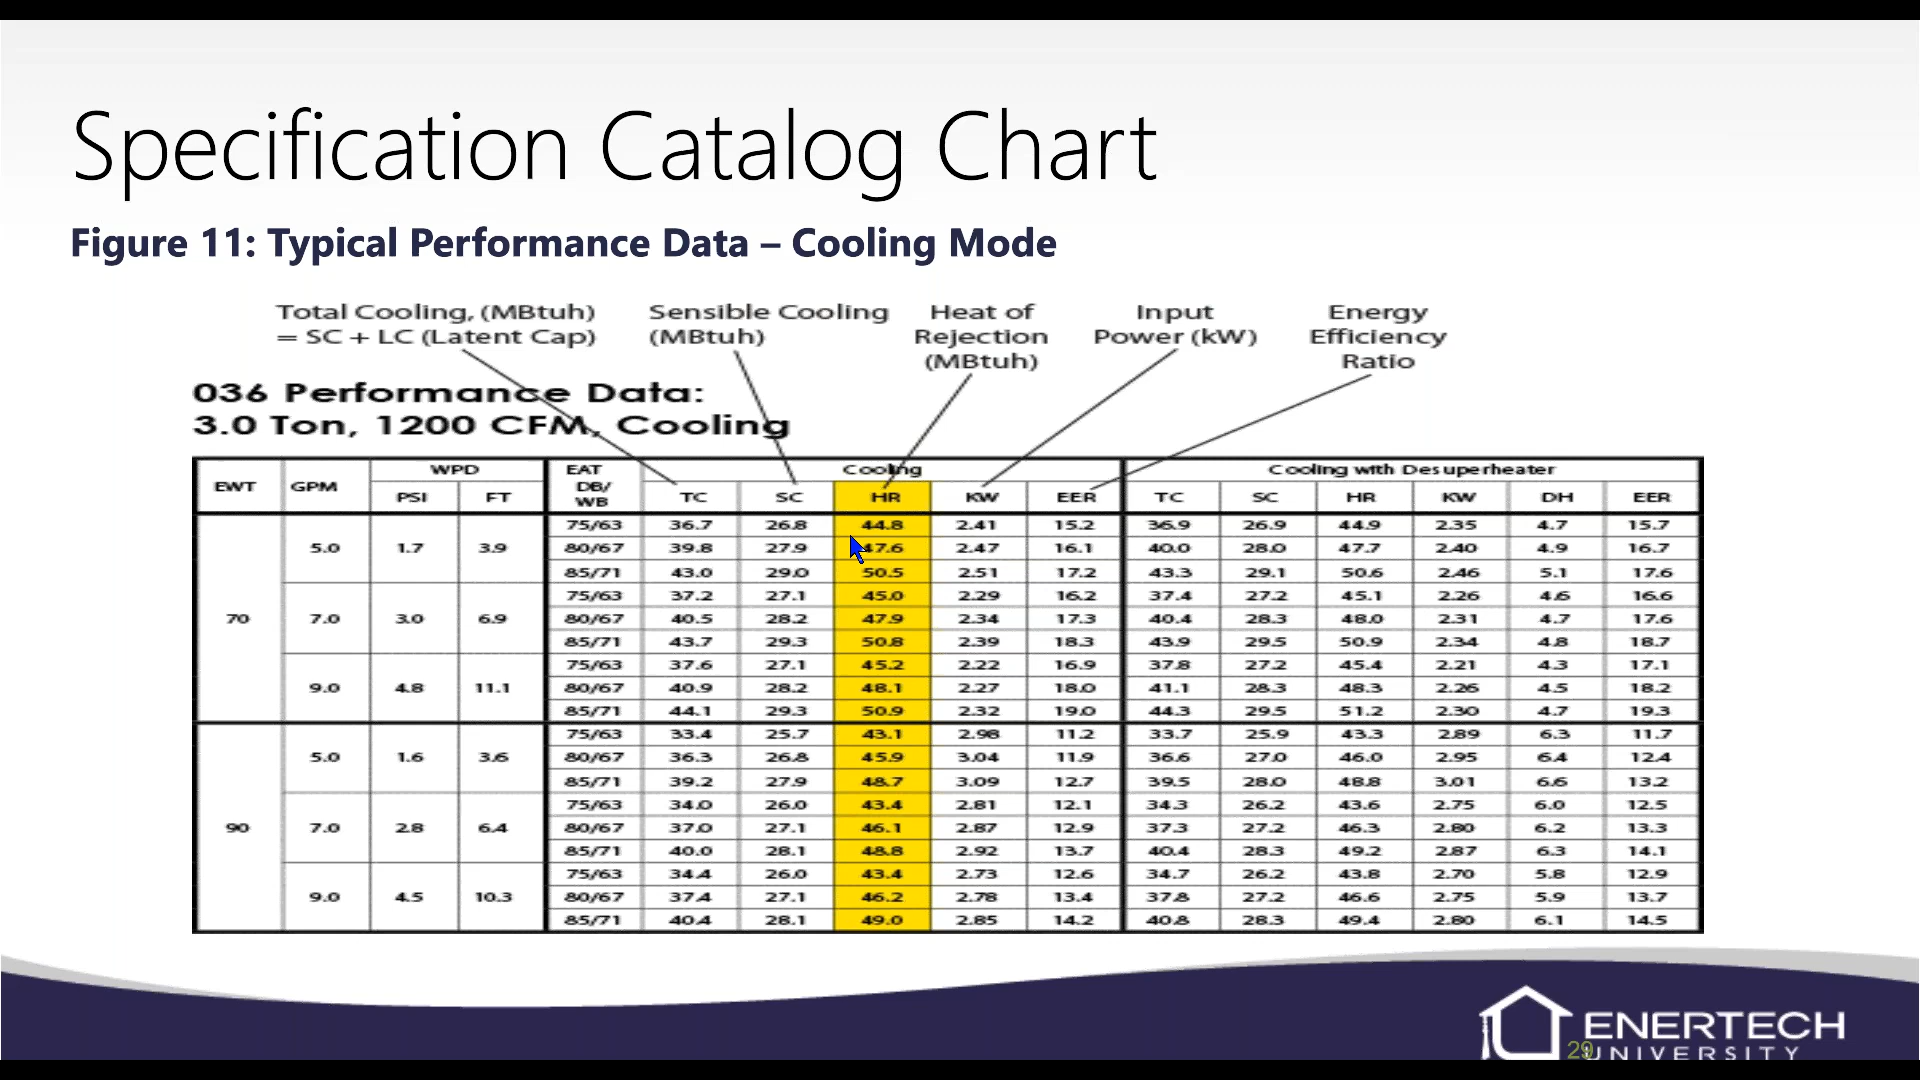 Specification Catalog Chart
Figure 11: Typical Performance Data – Cooling Mode
Total Cooling, (MBtuh) Sensible Cooling Heat of Input Energy
= SC + LC (Latent Cap) (MBtuh) Rejection Power (kW) Efficiency
(MBtuh) Ratio
036 Performance Data:
3.0 Ton, 1200 CFM, Cooling
EWT GPM WPD EAT DB/ WB Cooling Cooling with Desuperheater
PSI FT TC SC HR KW EER TC SC HR KW DH EER
75/63 36.7 26.8 44.8 2.41 15.2 36.9 26.9 44.9 2.35 4.7 15.7
5.0 1.7 3.9 80/67 39.8 27.9 47.6 2.47 16.1 40.0 28.0 47.7 2.40 4.9 16.7
85/71 43.0 29.0 50.5 2.51 17.2 43.3 29.1 50.6 2.46 5.1 17.6
75/63 37.2 27.1 45.0 2.29 16.2 37.4 27.2 45.1 2.26 4.6 16.6
70 7.0 3.0 6.9 80/67 40.5 28.2 47.9 2.34 17.3 40.4 28.3 48.0 2.31 4.7 17.6
85/71 43.7 29.3 50.8 2.39 18.3 43.9 29.5 50.9 2.34 4.8 18.7
75/63 37.6 27.1 45.2 2.22 16.9 37.8 27.2 45.4 2.21 4.3 17.1
9.0 4.8 11.1 80/67 40.9 28.2 48.1 2.27 18.0 41.1 28.3 48.3 2.26 4.5 18.2
85/71 44.1 29.3 50.9 2.32 19.0 44.3 29.5 51.2 2.30 4.7 19.3
75/63 33.4 25.7 43.1 2.98 11.2 33.7 25.9 43.3 2.89 6.3 11.7
5.0 1.6 3.6 80/67 36.3 26.8 45.9 3.04 11.9 36.6 27.0 46.0 2.95 6.4 12.4
85/71 39.2 27.9 48.7 3.09 12.7 39.5 28.0 48.8 3.01 6.6 13.2
75/63 34.0 26.0 43.4 2.81 12.1 34.3 26.2 43.6 2.75 6.0 12.5
90 7.0 2.8 6.4 80/67 37.0 27.1 46.1 2.87 12.9 37.3 27.2 46.3 2.80 6.2 13.3
85/71 40.0 28.1 48.8 2.92 13.7 40.4 28.3 49.2 2.87 6.3 14.1
75/63 34.4 26.0 43.4 2.73 12.6 34.7 26.2 43.8 2.70 5.8 12.9
9.0 4.5 10.3 80/67 37.4 27.1 46.2 2.78 13.4 37.8 27.2 46.6 2.75 5.9 13.7
85/71 40.4 28.1 49.0 2.85 14.2 40.8 28.3 49.4 2.80 6.1 14.5
ENERTECH
29 UNIVERSITY